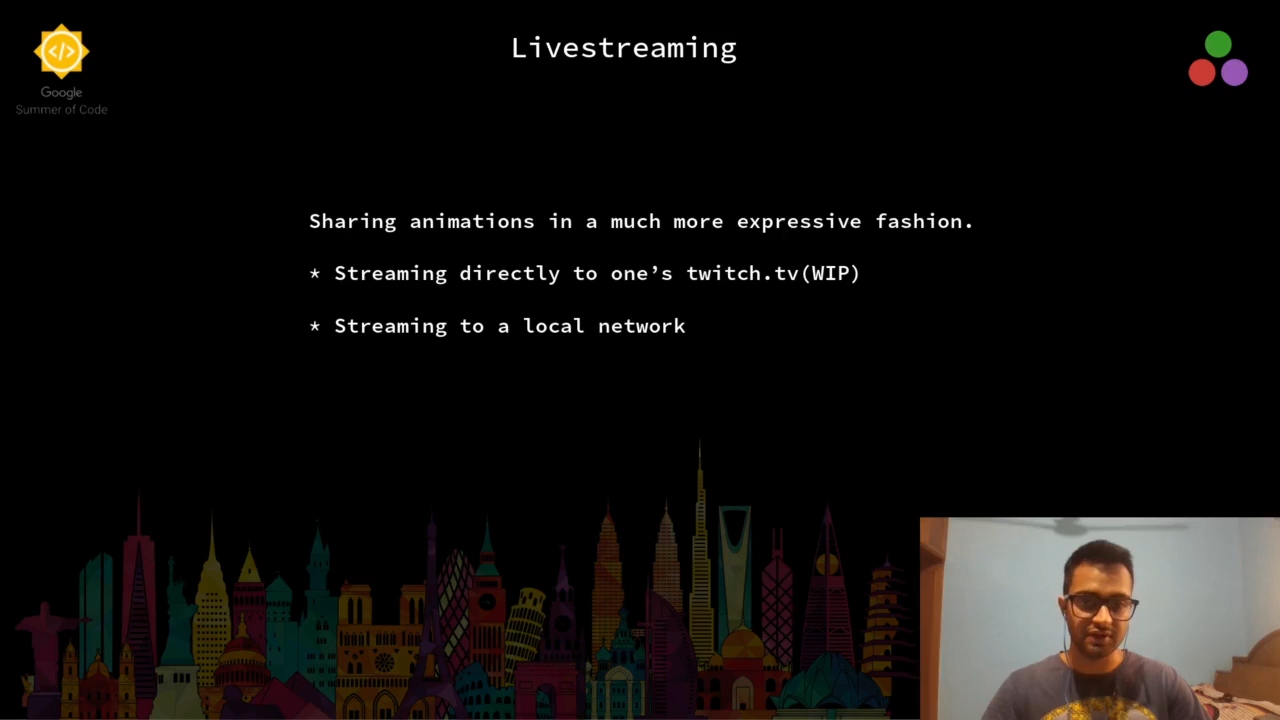 Livestreaming
</>
Google
Summer of Code
Sharing animations in a much more expressive fashion.
* Streaming directly to one’s twitch.tv(WIP)
* Streaming to a local network